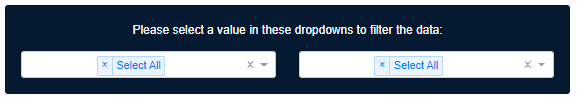 Please select a value in these dropdowns to filter the data:
× Select All × × Select All ×